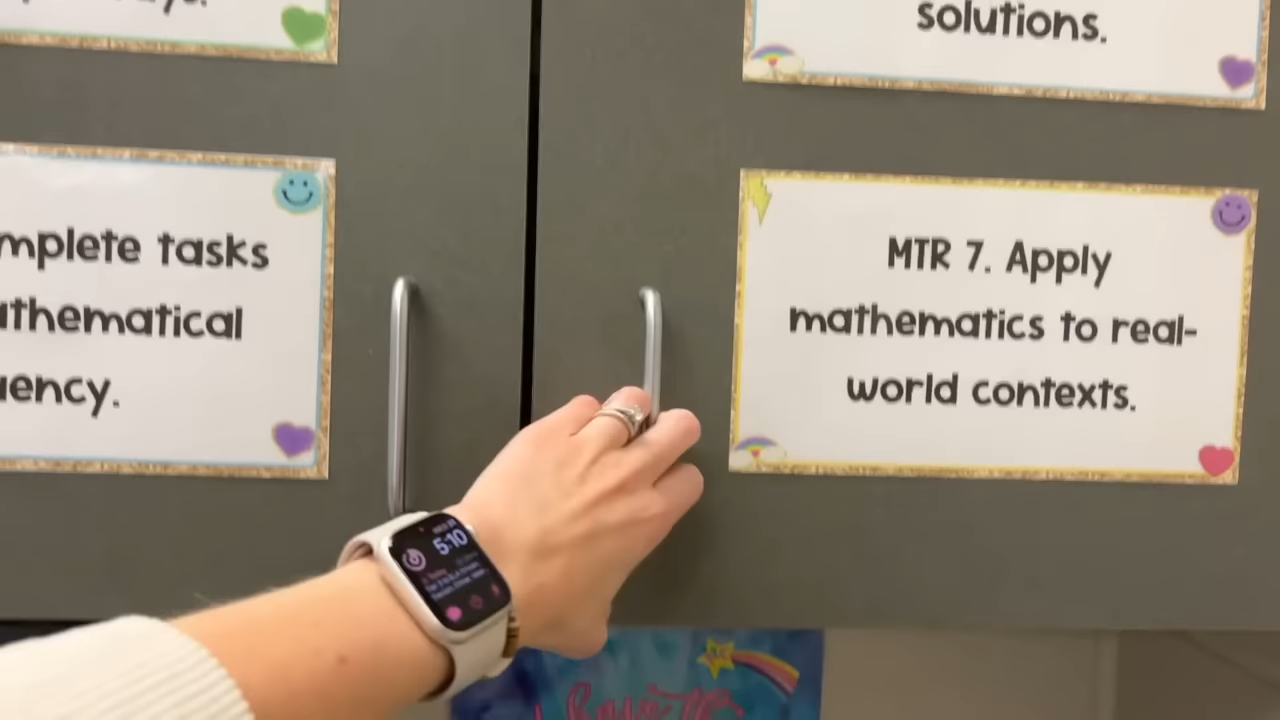 solutions.
mplete tasks
athematical
ency.
MTR 7. Apply
mathematics to real-
world contexts.
5:10